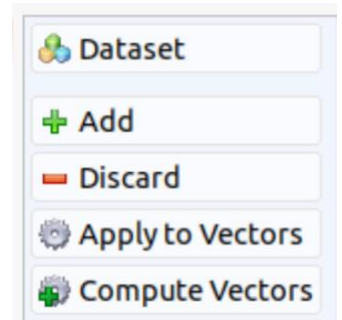 Dataset
Add
Discard
Apply to Vectors
Compute Vectors